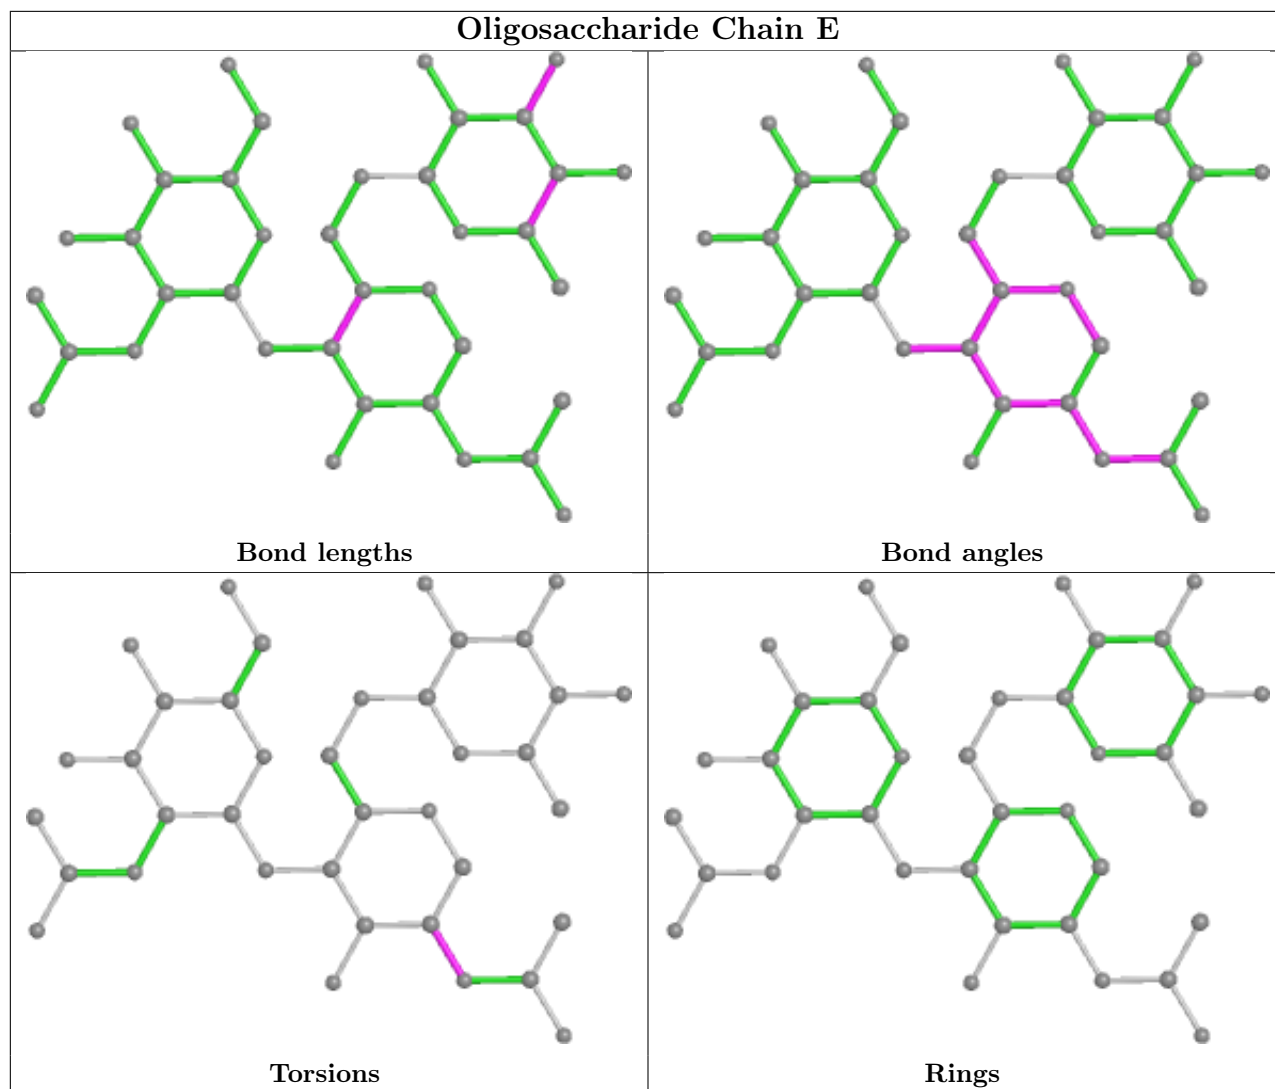 Oligosaccharide Chain E
Bond lengths
Bond angles
Torsions
Rings